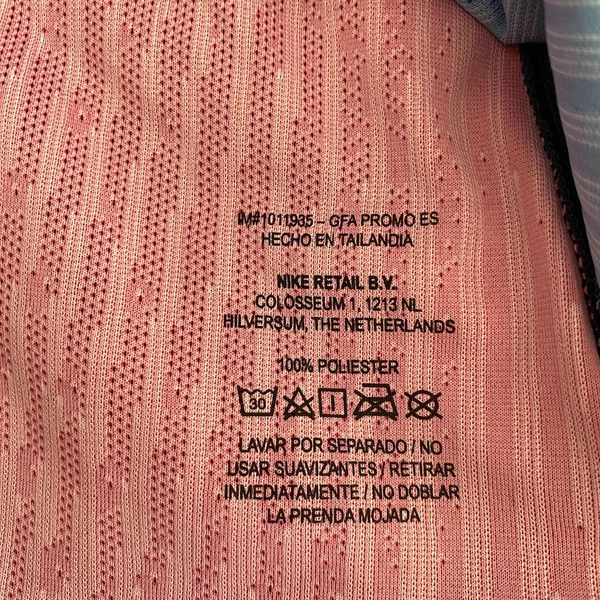 IM#1011935 – GFA PROMO ES
HECHO EN TAILANDIA
NIKE RETAIL B.V.
COLOSSEUM 1, 1213 NL
HILVERSUM, THE NETHERLANDS
100% POLIESTER
30
LAVAR POR SEPARADO / NO
USAR SUAVIZANTES / RETIRAR
INMEDIATAMENTE / NO DOBLAR
LA PRENDA MOJADA